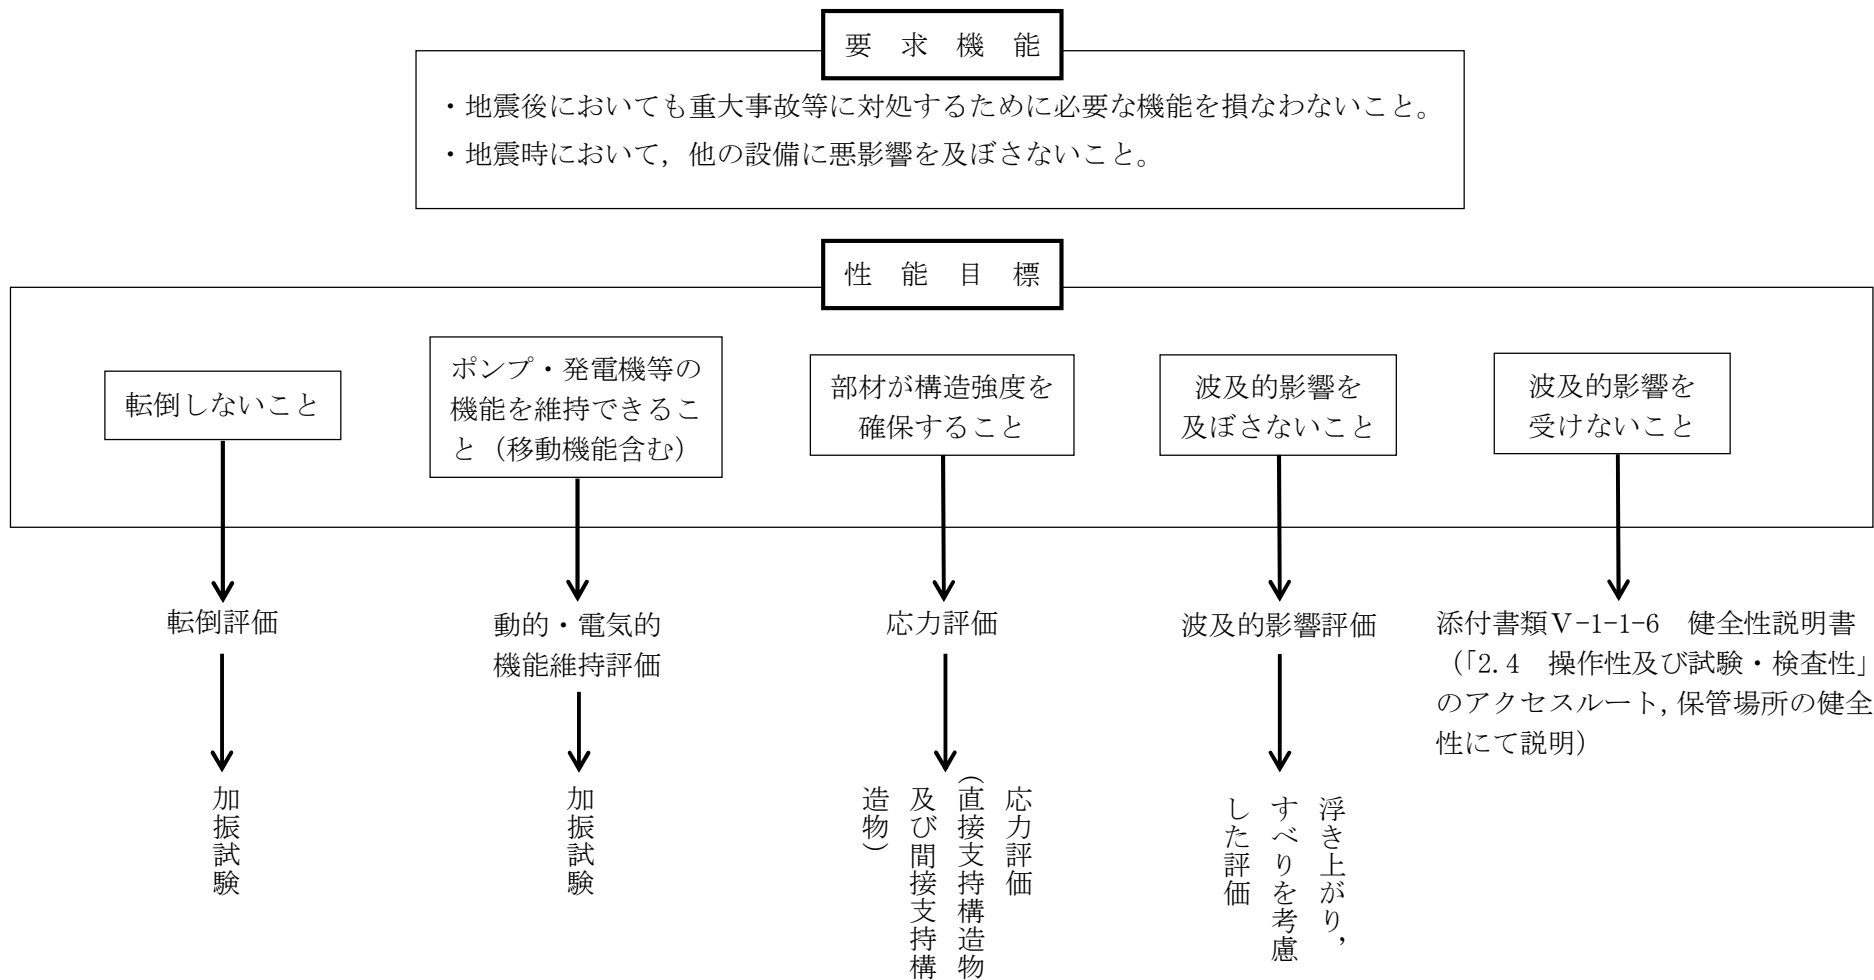 要 求 機 能
・地震後においても重大事故等に対処するために必要な機能を損なわないこと。
・地震時において，他の設備に悪影響を及ぼさないこと。
性 能 目 標
転倒しないこと
ポンプ・発電機等の
機能を維持できるこ
と（移動機能含む）
部材が構造強度を
確保すること
波及的影響を
及ぼさないこと
波及的影響を
受けないこと
転倒評価
動的・電気的
機能維持評価
応力評価
波及的影響評価
添付書類Ⅴ-1-1-6　健全性説明書
（「2.4　操作性及び試験・検査性」
のアクセスルート,保管場所の健全
性にて説明）
加振試験
加振試験
応力評価
（直接支持構造物
及び間接支持構
造物）
浮き上がり，
すべりを考慮
した評価